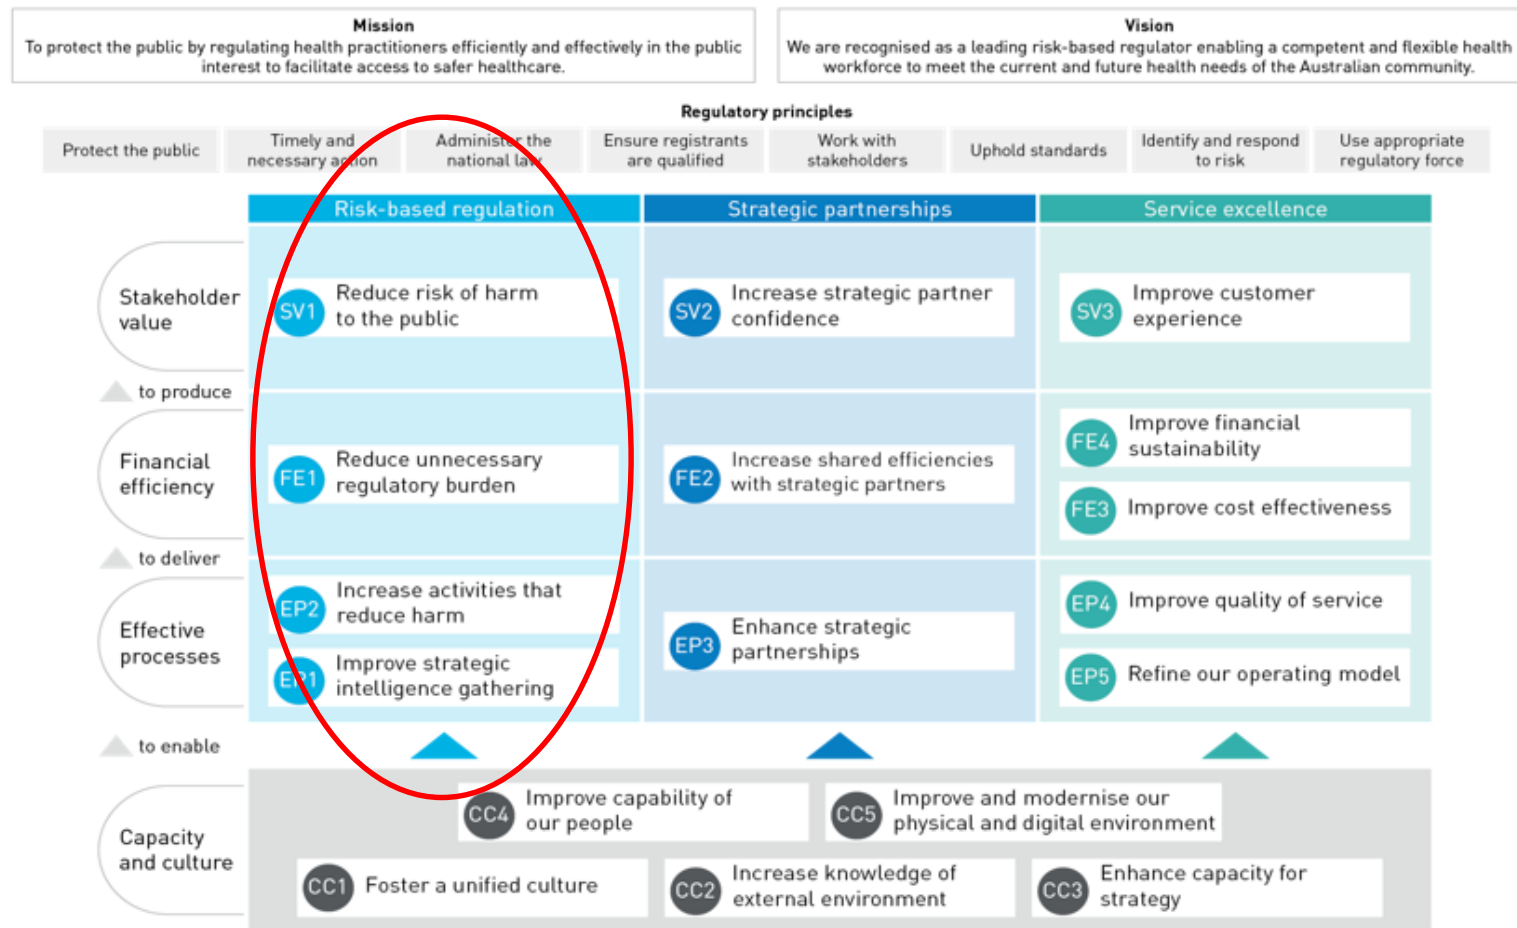 Mission
To protect the public by regulating health practitioners efficiently and effectively in the public
interest to facilitate access to safer healthcare.
Vision
We are recognised as a leading risk-based regulator enabling a competent and flexible health
workforce to meet the current and future health needs of the Australian community.
Regulatory principles
Protect the public
Timely and
necessary action
Administer the
national law
Ensure registrants
are qualified
Work with
stakeholders
Uphold standards
Identify and respond
to risk
Use appropriate
regulatory force
Risk-based regulation
Strategic partnerships
Service excellence
Stakeholder
value
SV1
Reduce risk of harm
to the public
SV2
Increase strategic partner
confidence
SV3
Improve customer
experience
to produce
Financial
efficiency
FE1
Reduce unnecessary
regulatory burden
FE2
Increase shared efficiencies
with strategic partners
FE4
Improve financial
sustainability
FE3
Improve cost effectiveness
to deliver
Effective
processes
EP2
Increase activities that
reduce harm
EP1
Improve strategic
intelligence gathering
EP3
Enhance strategic
partnerships
EP4
Improve quality of service
EP5
Refine our operating model
to enable
Capacity
and culture
CC4
Improve capability of
our people
CC5
Improve and modernise our
physical and digital environment
CC1
Foster a unified culture
CC2
Increase knowledge of
external environment
CC3
Enhance capacity for
strategy